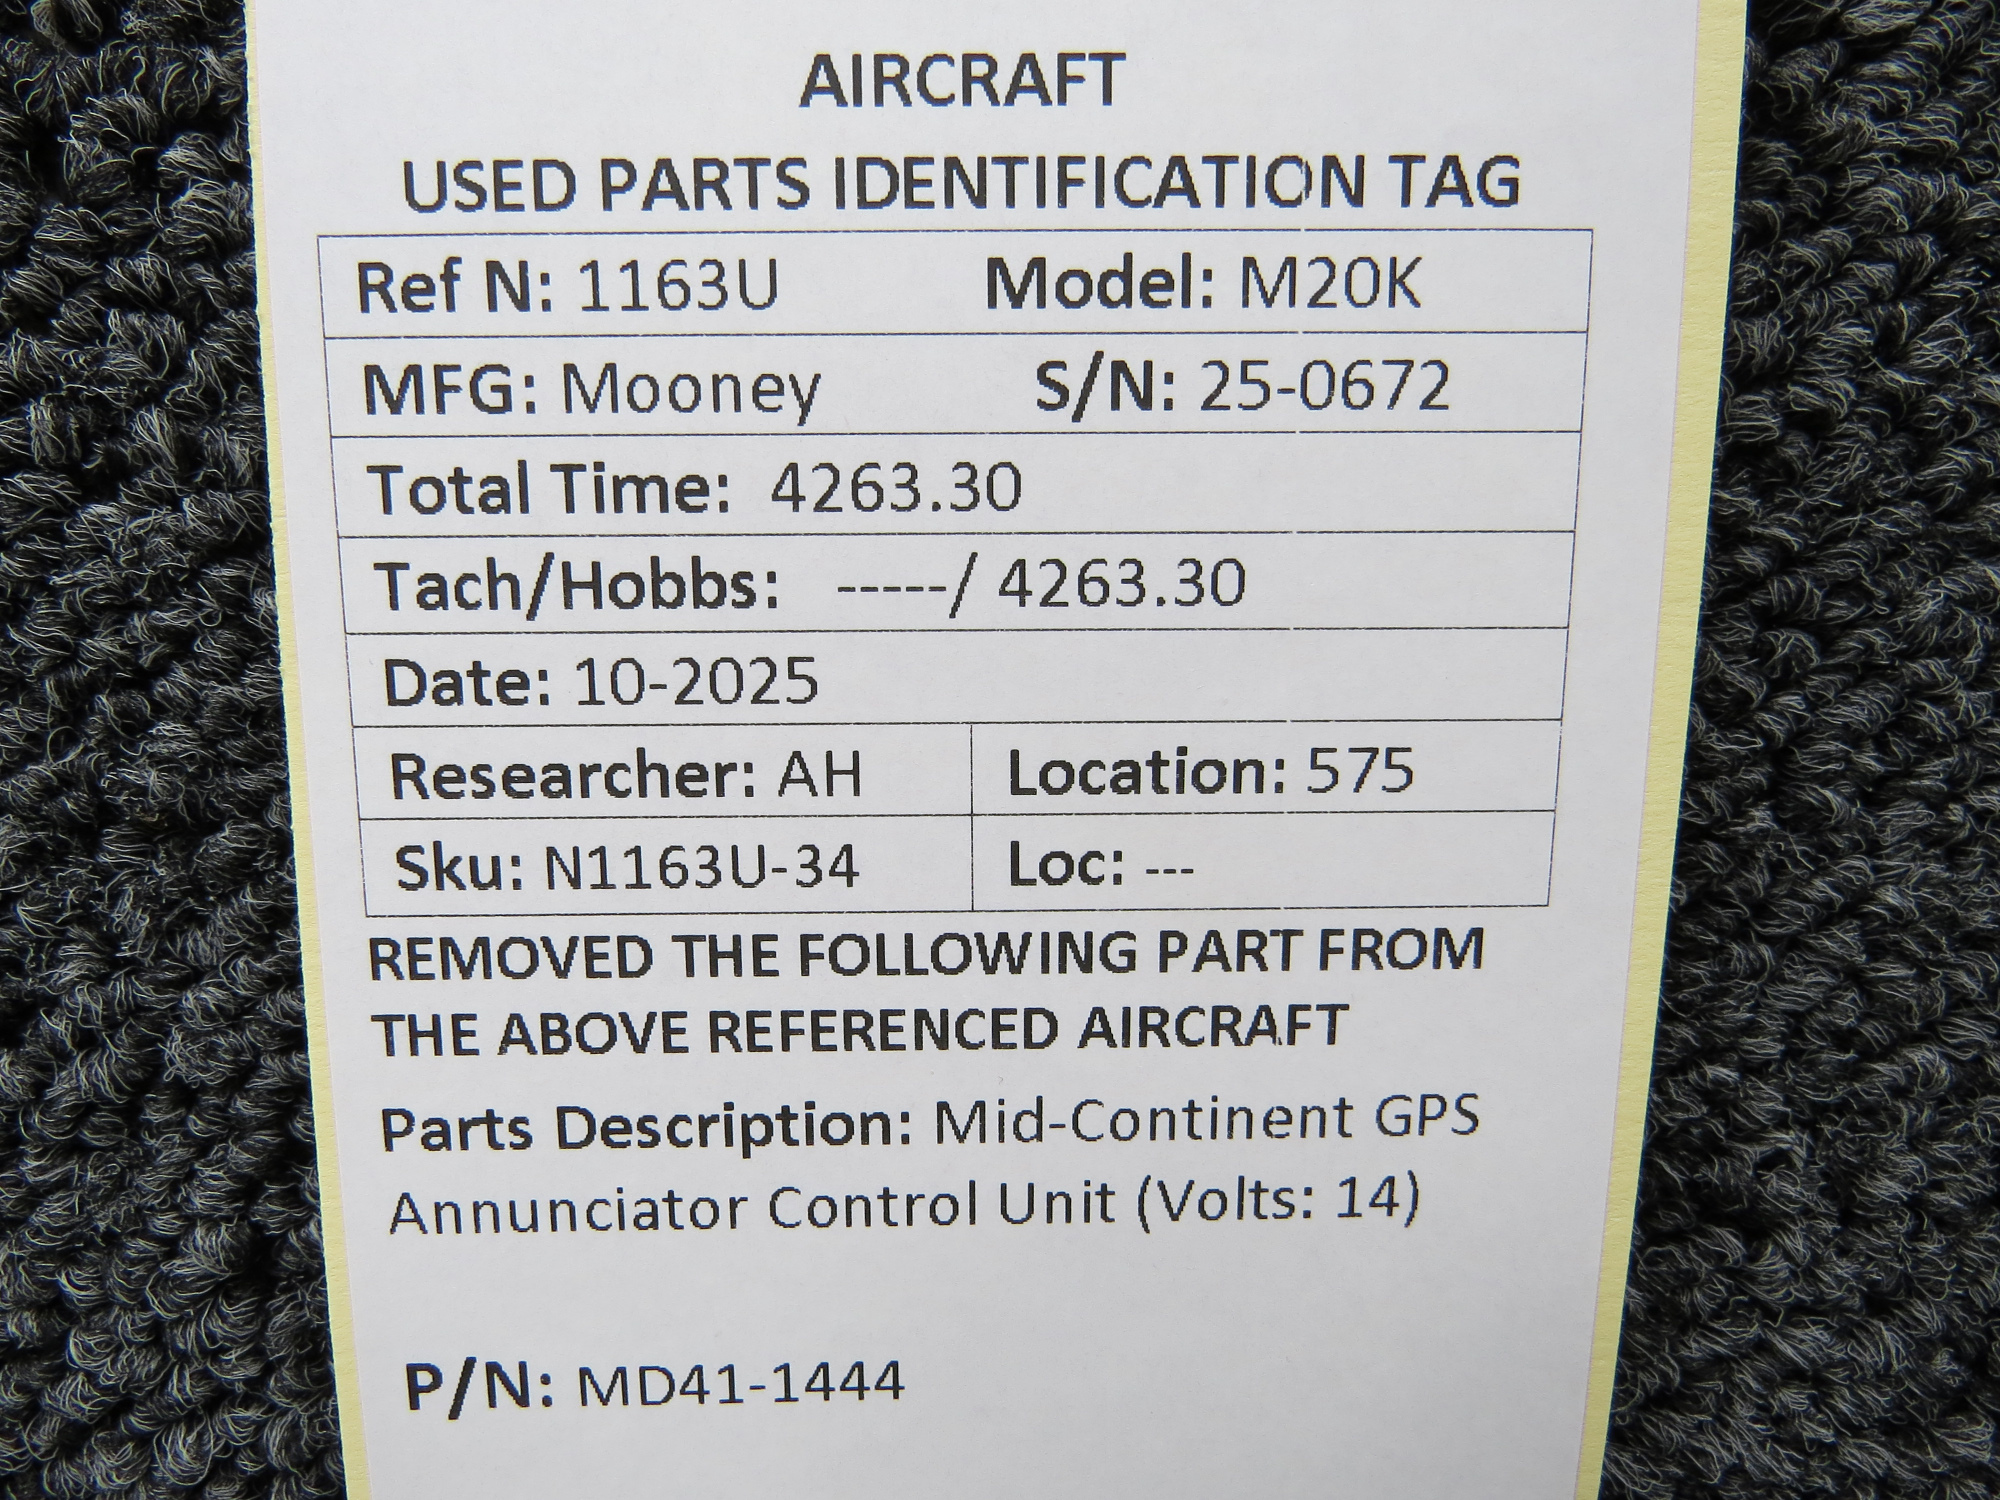 AIRCRAFT
USED PARTS IDENTIFICATION TAG
Ref N: 1163U Model: M20K
MFG: Mooney S/N: 25-0672
Total Time: 4263.30
Tach/Hobbs: -----/ 4263.30
Date: 10-2025
Researcher: AH Location: 575
Sku: N1163U-34 Loc: ---
REMOVED THE FOLLOWING PART FROM
THE ABOVE REFERENCED AIRCRAFT
Parts Description: Mid-Continent GPS
Annunciator Control Unit (Volts: 14)
P/N: MD41-1444